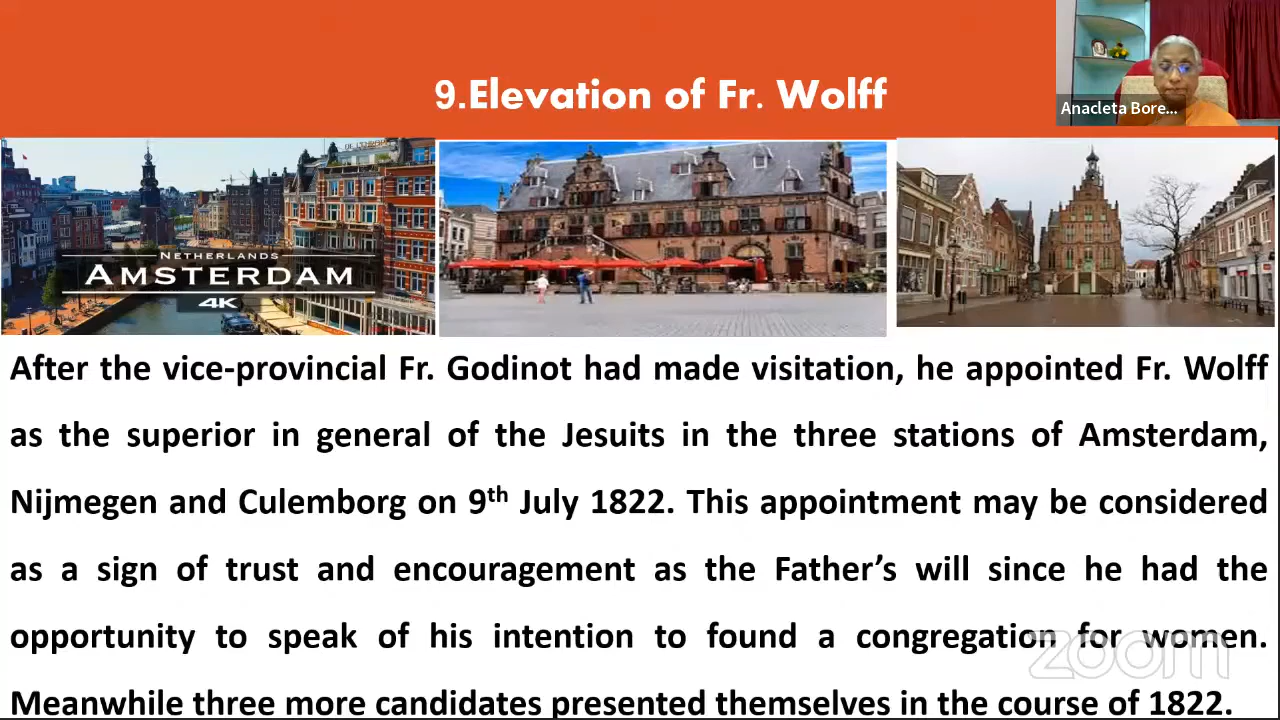 9.Elevation of Fr. Wolff
Anacleta Bore...
NETHERLANDS
AMSTERDAM
4K
After the vice-provincial Fr. Godinot had made visitation, he appointed Fr. Wolff
as the superior in general of the Jesuits in the three stations of Amsterdam,
Nijmegen and Culemborg on 9th July 1822. This appointment may be considered
as a sign of trust and encouragement as the Father’s will since he had the
opportunity to speak of his intention to found a congregation for women.
Meanwhile three more candidates presented themselves in the course of 1822.
zoom